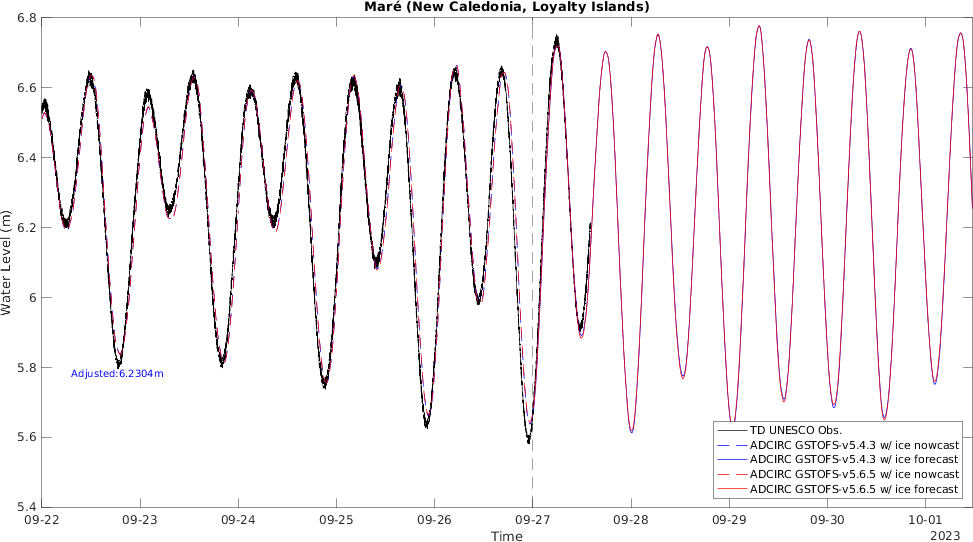 Maré (New Caledonia, Loyalty Islands)
6.8
6.6
6.4
6.2
6
5.8
5.6
5.4
Water Level (m)
Adjusted:6.2304m
TD UNESCO Obs.
ADCIRC GSTOFS-v5.4.3 w/ ice nowcast
ADCIRC GSTOFS-v5.4.3 w/ ice forecast
ADCIRC GSTOFS-v5.6.5 w/ ice nowcast
ADCIRC GSTOFS-v5.6.5 w/ ice forecast
09-22 09-23 09-24 09-25 09-26 09-27 09-28 09-29 09-30 10-01
Time
2023